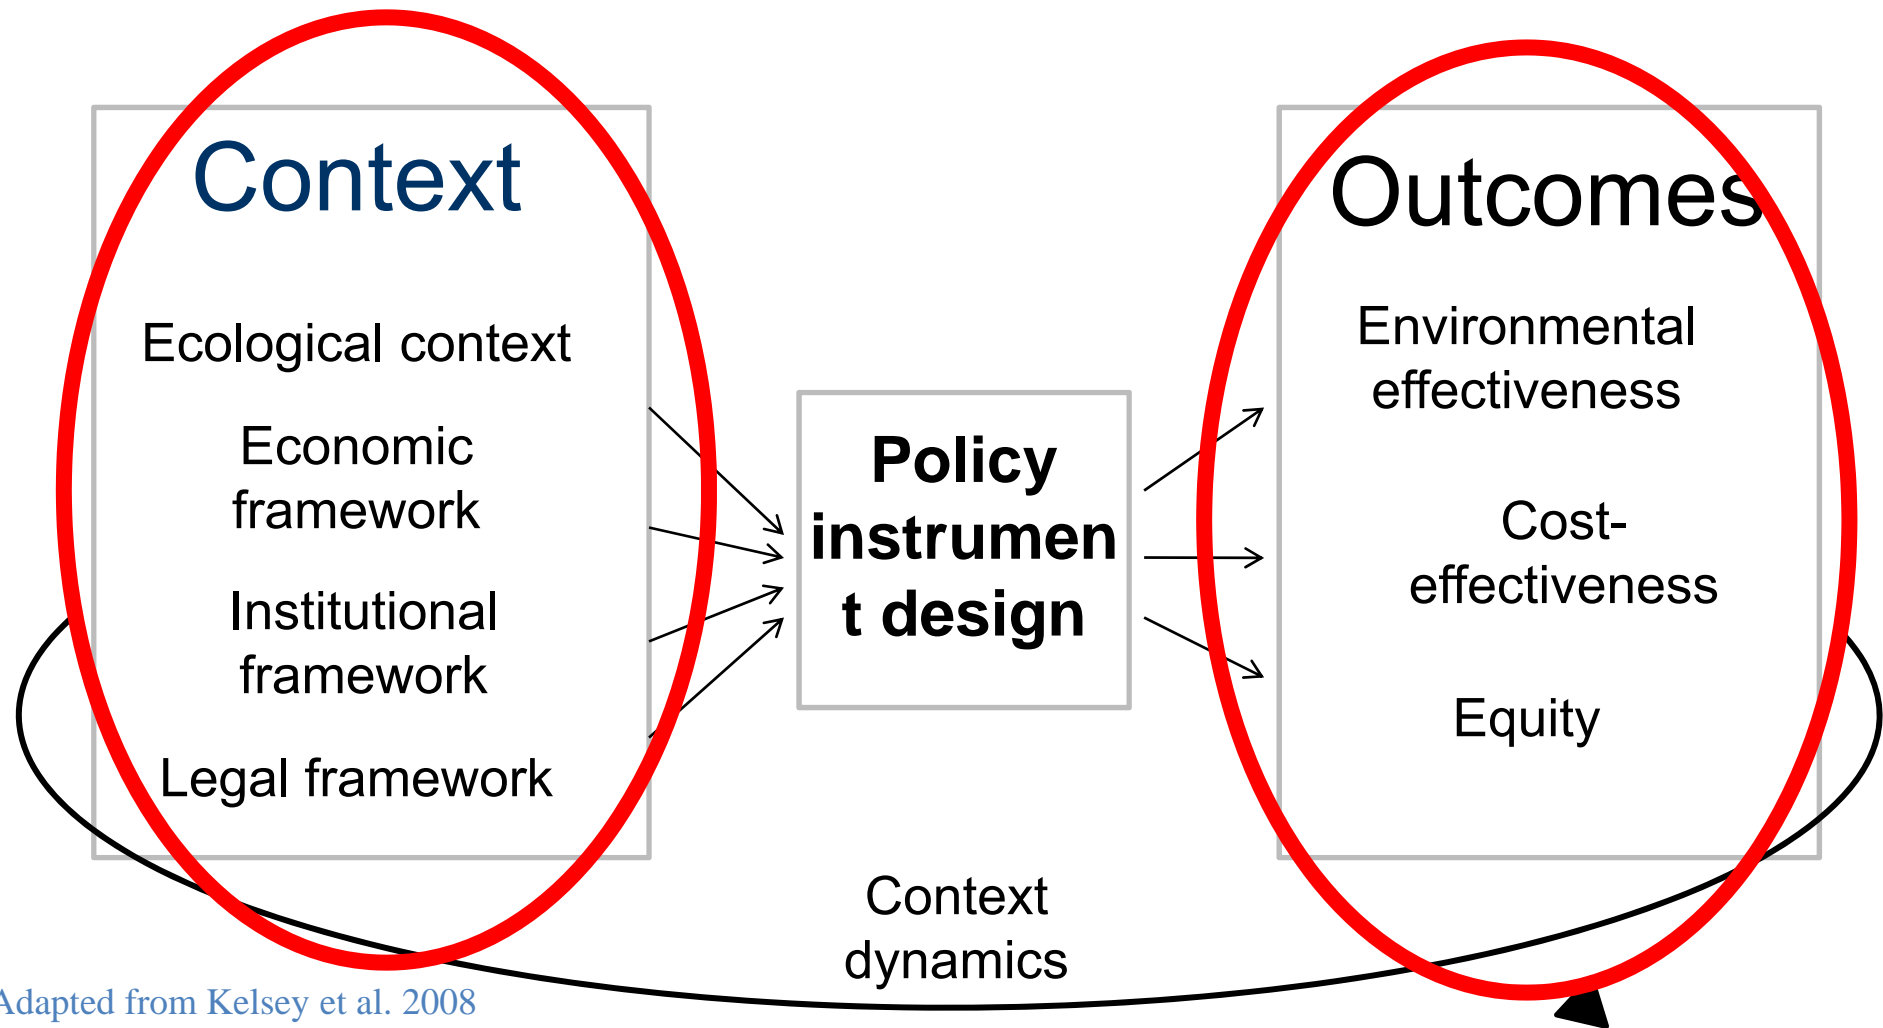 Context
Ecological context
Economic
framework
Institutional
framework
Legal framework
Policy
instrumen
t design
Outcomes
Environmental
effectiveness
Cost-
effectiveness
Equity
Context
dynamics
Adapted from Kelsey et al. 2008